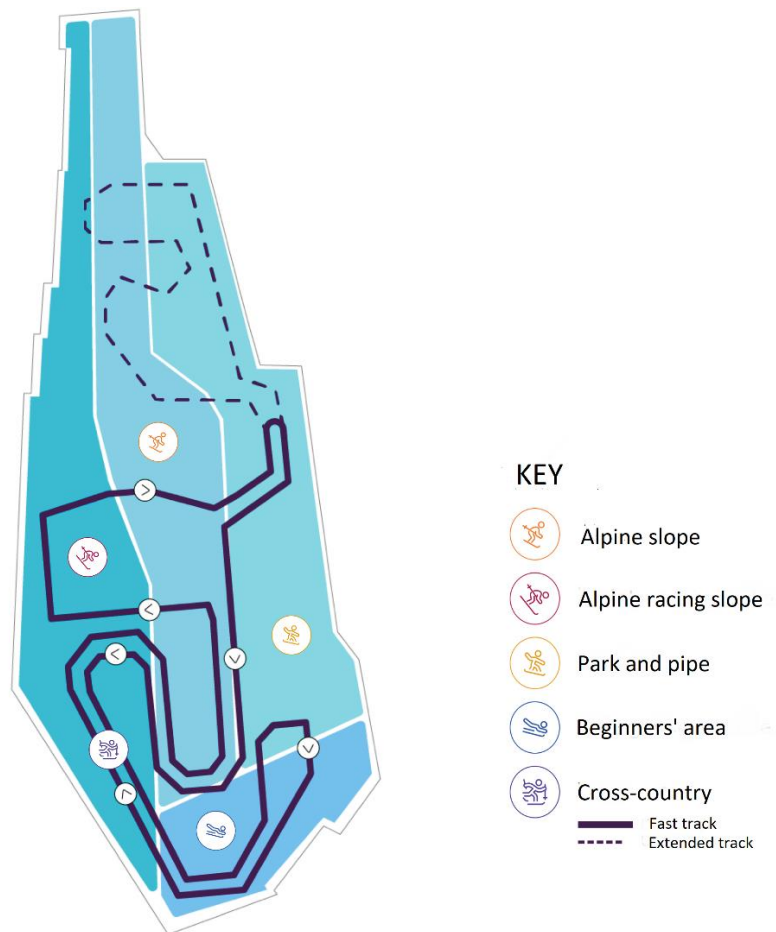 KEY
Alpine slope
Alpine racing slope
Park and pipe
Beginners' area
Cross-country
Fast track
Extended track